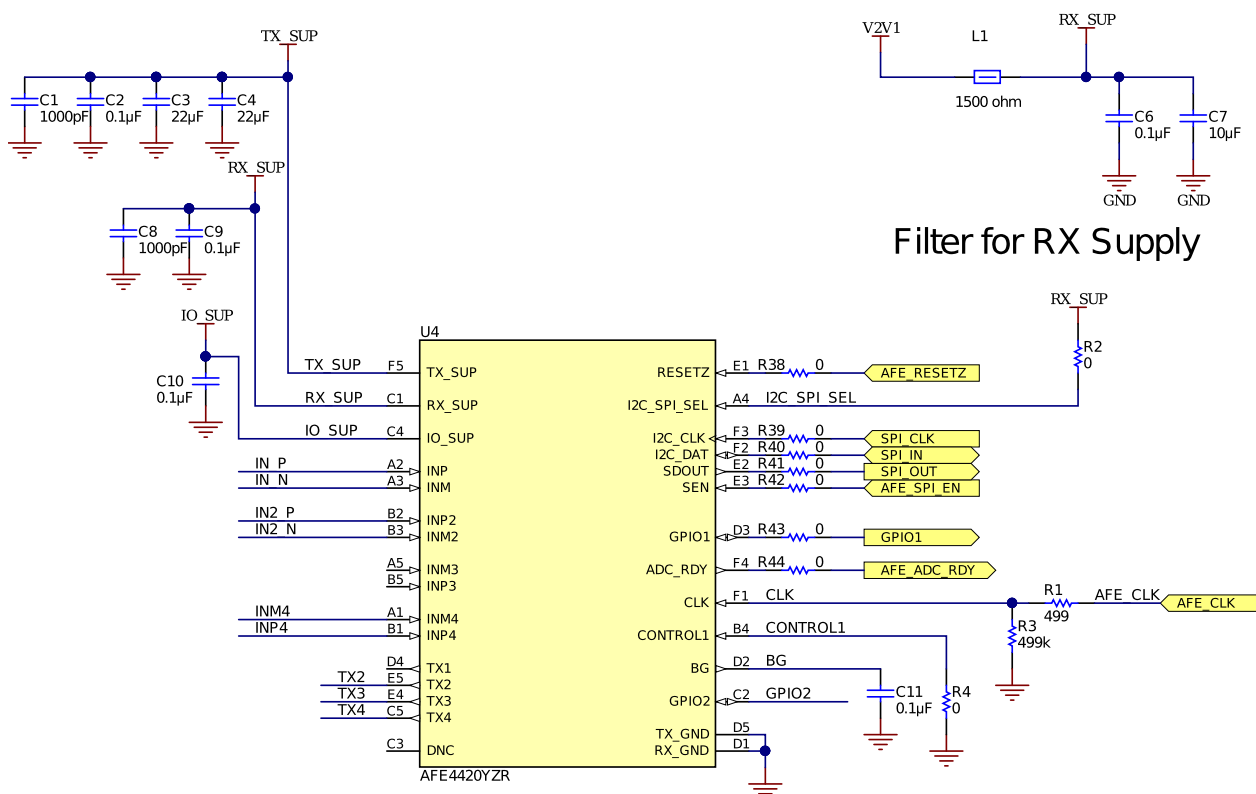 TX_SUP
C1
1000pF
C2
0.1µF
C3
22µF
C4
22µF
RX_SUP
C8
1000pF
C9
0.1µF
IO_SUP
C10
0.1µF
V2V1
L1
1500 ohm
RX_SUP
C6
0.1µF
C7
10µF
GND
GND
Filter for RX Supply
RX_SUP
R2
0
U4
TX_SUP F5 TX_SUP
RX_SUP C1 RX_SUP
IO_SUP C4 IO_SUP
IN_P A2 INP
IN_N A3 INM
IN2_P B2 INP2
IN2_N B3 INM2
A5 INM3
B5 INP3
INM4 A1 INM4
INP4 B1 INP4
D4 TX1
TX2 E5 TX2
TX3 E4 TX3
TX4 C5 TX4
C3 DNC
AFE4420YZR
RESETZ E1 R38 0 AFE_RESETZ
I2C_SPI_SEL A4 I2C_SPI_SEL
I2C_CLK F3 R39 0 SPI_CLK
I2C_DAT F2 R40 0 SPI_IN
SDOUT E2 R41 0 SPI_OUT
SEN E3 R42 0 AFE_SPI_EN
GPIO1 D3 R43 0 GPIO1
ADC_RDY F4 R44 0 AFE_ADC_RDY
CLK F1 CLK
R1
499
AFE_CLK AFE_CLK
R3
499k
CONTROL1 B4 CONTROL1
BG D2 BG
C11
0.1µF
R4
0
GPIO2 C2 GPIO2
TX_GND D5
RX_GND D1